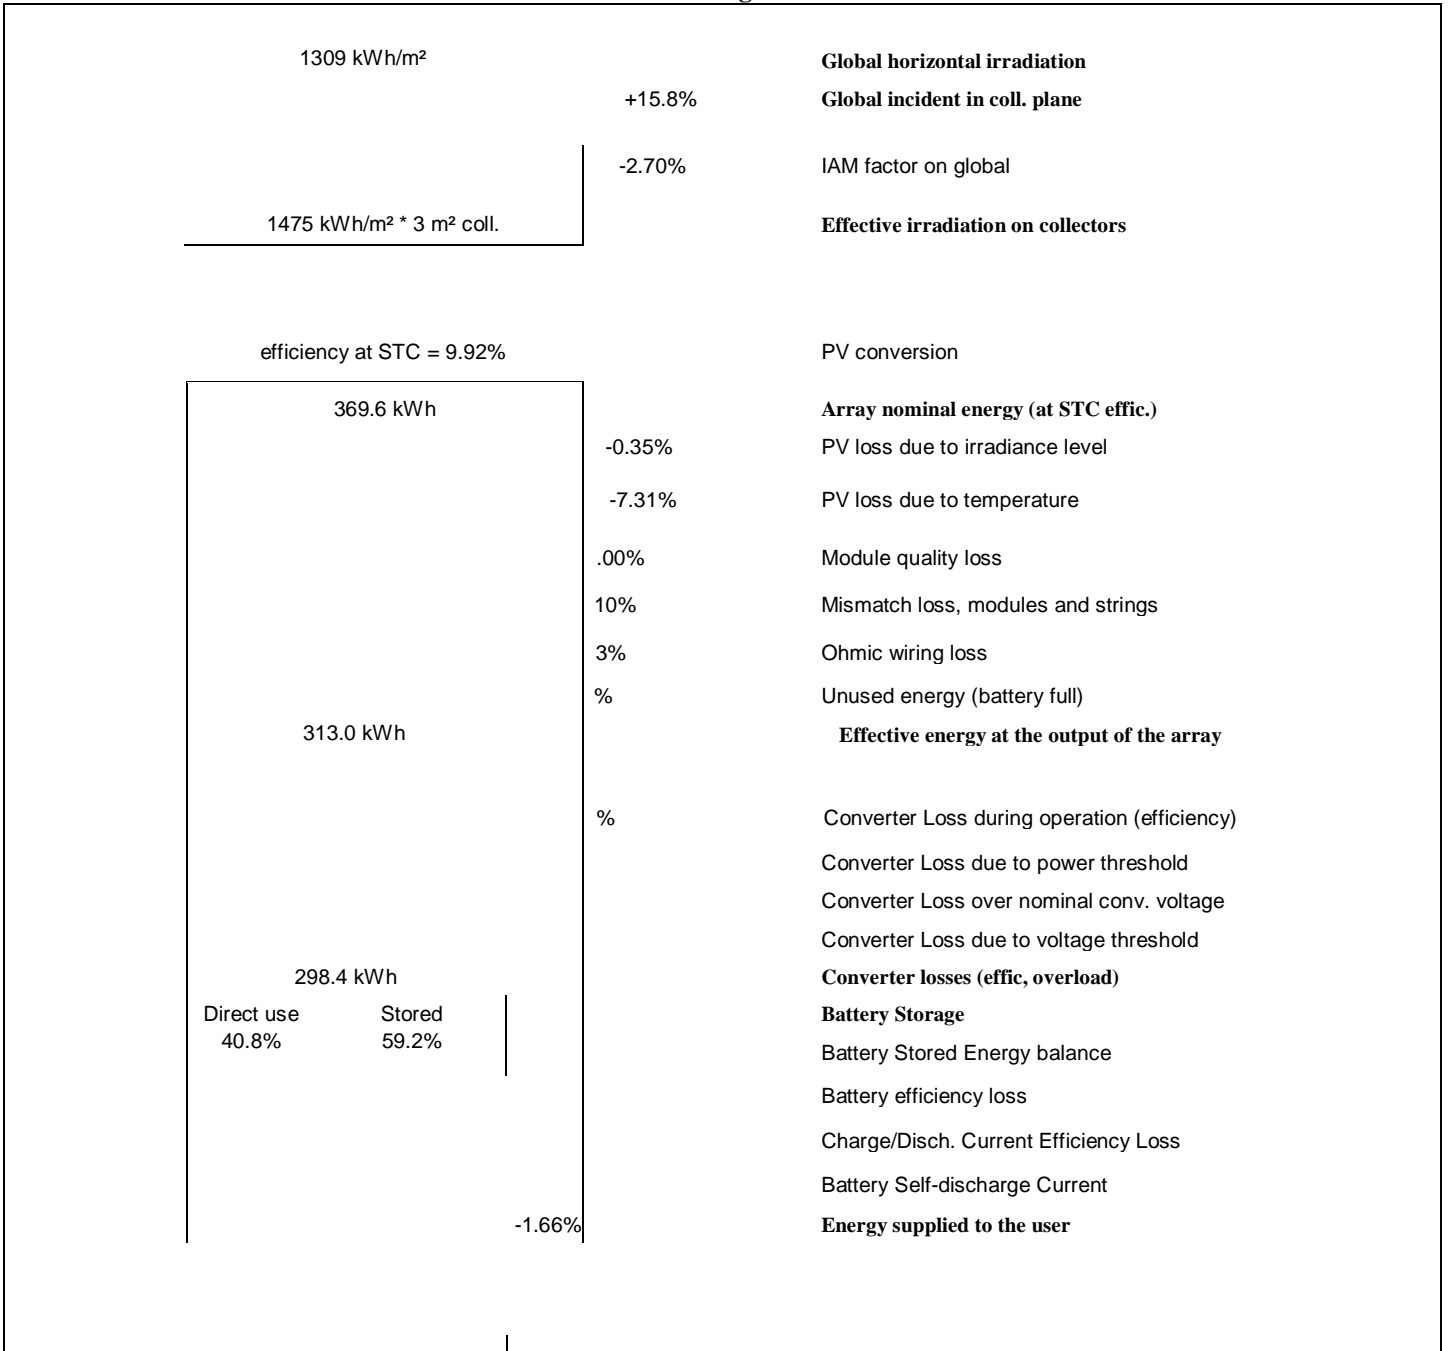 1309 kWh/m² Global horizontal irradiation
+15.8% Global incident in coll. plane
-2.70% IAM factor on global
1475 kWh/m² * 3 m² coll. Effective irradiation on collectors
efficiency at STC = 9.92% PV conversion
369.6 kWh Array nominal energy (at STC effic.)
-0.35% PV loss due to irradiance level
-7.31% PV loss due to temperature
.00% Module quality loss
10% Mismatch loss, modules and strings
3% Ohmic wiring loss
% Unused energy (battery full)
313.0 kWh Effective energy at the output of the array
% Converter Loss during operation (efficiency)
Converter Loss due to power threshold
Converter Loss over nominal conv. voltage
Converter Loss due to voltage threshold
298.4 kWh Converter losses (effic, overload)
Direct use Stored Battery Storage
40.8% 59.2% Battery Stored Energy balance
Battery efficiency loss
Charge/Disch. Current Efficiency Loss
Battery Self-discharge Current
-1.66% Energy supplied to the user